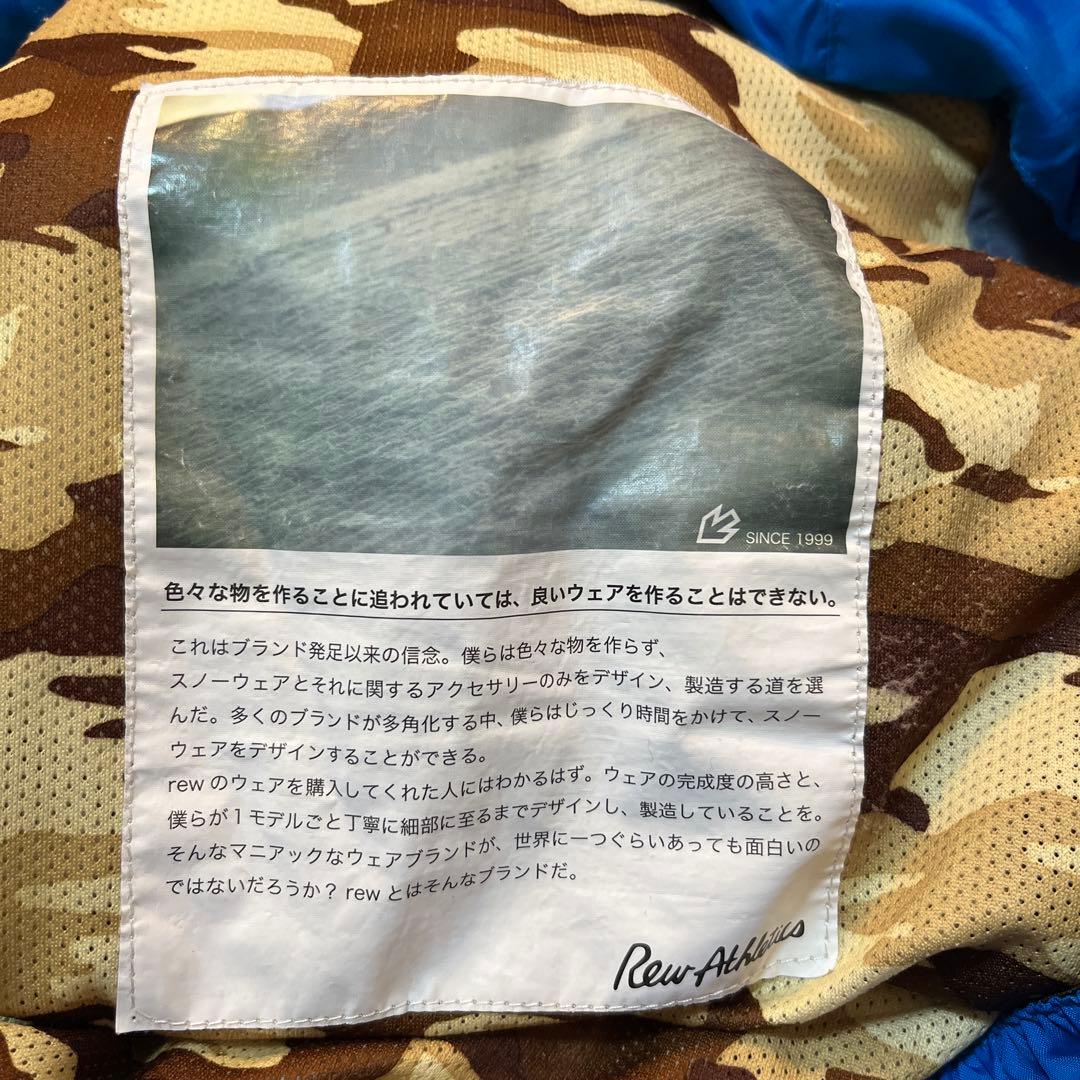 SINCE 1999
色々な物を作ることに追われていては、良いウェアを作ることはできない。
これはブランド発足以来の信念。僕らは色々な物を作らず、
スノーウェアとそれに関するアクセサリーのみをデザイン、製造する道を選
んだ。多くのブランドが多角化する中、僕らはじっくり時間をかけて、スノー
ウェアをデザインすることができる。
rew のウェアを購入してくれた人にはわかるはず。ウェアの完成度の高さと、
僕らが1モデルごと丁寧に細部に至るまでデザインし、製造していることを。
そんなマニアックなウェアブランドが、世界に一つぐらいあっても面白いの
ではないだろうか? rew とはそんなブランドだ。
Rew Athletics